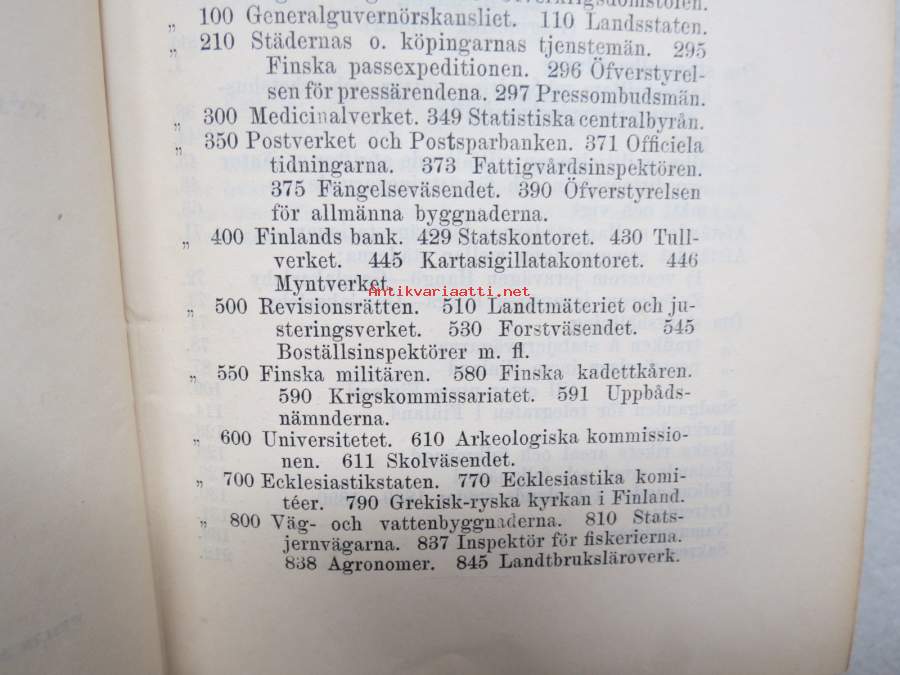 „ 100 Generalguvernörskansliet. 110 Landsstaten.
„ 210 Städernas o. köpingarnas tjenstemän. 295
Finska passexpeditionen. 296 Öfverstyrel-
sen för pressärendena. 297 Pressombudsmän.
„ 300 Medicinalverket. 349 Statistiska centralbyrån.
„ 350 Postverket och Postsparbanken. 371 Officiela
tidningarna. 373 Fattigvårdsinspektören.
375 Fängelseväsendet. 390 Öfverstyrelsen
för allmänna byggnaderna.
„ 400 Finlands bank. 429 Statskontoret. 430 Tull-
verket. 445 Kartasigillatakontoret. 446
Myntverket.
Antikvariaatti.net
„ 500 Revisionsrätten. 510 Landtmäteriet och ju-
steringsverket. 530 Forstväsendet. 545
Boställsinspektörer m. fl.
„ 550 Finska militären. 580 Finska kadettkåren.
590 Krigskommissariatet. 591 Uppbåds-
nämnderna.
„ 600 Universitetet. 610 Arkeologiska kommissio-
nen. 611 Skolväsendet.
„ 700 Ecklesiastikstaten. 770 Ecklesiastika komi-
téer. 790 Grekisk-ryska kyrkan i Finland.
„ 800 Väg- och vattenbyggnaderna. 810 Stats-
jernvägarna. 837 Inspektör för fiskerierna.
838 Agronomer. 845 Landtbruksläroverk.